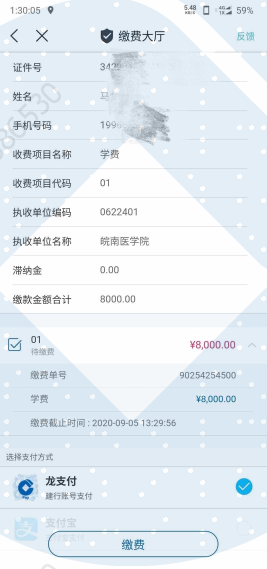 1:30:05 5.48 KB/s 4G 1X 59%
缴费大厅 反馈
证件号 342
姓名 马
手机号码 199
收费项目名称 学费
收费项目代码 01
执收单位编码 0622401
执收单位名称 皖南医学院
滞纳金 0.00
缴款金额合计 8000.00
01 ¥8,000.00
待缴费
缴费单号 90254254500
学费 ¥8,000.00
缴费截止时间 : 2020-09-05 13:29:56
选择支付方式
龙支付
建行账号支付
支付宝
缴费